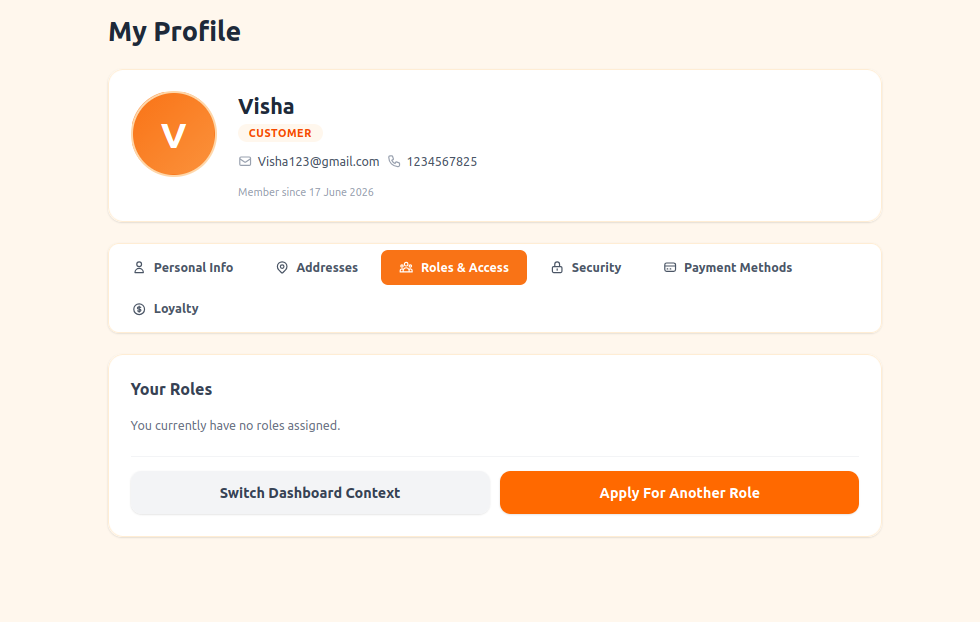 My Profile
V
Visha
CUSTOMER
Visha123@gmail.com 1234567825
Member since 17 June 2026
Personal Info Addresses Roles & Access Security Payment Methods
Loyalty
Your Roles
You currently have no roles assigned.
Switch Dashboard Context Apply For Another Role